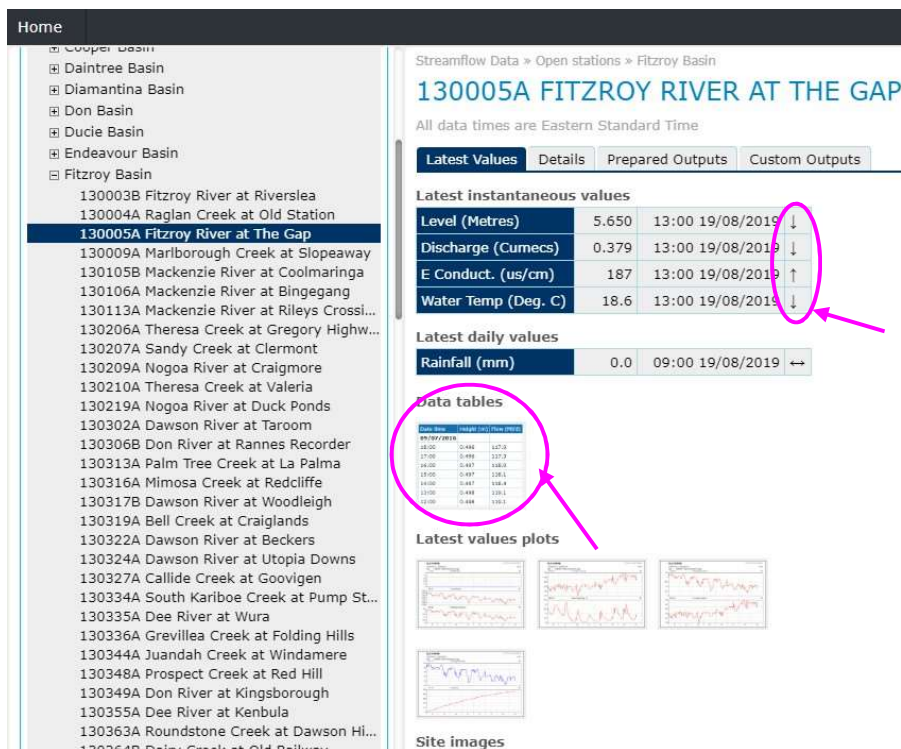 Home
⊞ Cooper Basin
⊞ Daintree Basin
⊞ Diamantina Basin
⊞ Don Basin
⊞ Ducie Basin
⊞ Endeavour Basin
⊟ Fitzroy Basin
130003B Fitzroy River at Riverslea
130004A Raglan Creek at Old Station
130005A Fitzroy River at The Gap
130009A Marlborough Creek at Slopeaway
130105B Mackenzie River at Coolmaringa
130106A Mackenzie River at Bingegang
130113A Mackenzie River at Rileys Crossi...
130206A Theresa Creek at Gregory Highw...
130207A Sandy Creek at Clermont
130209A Nogoa River at Craigmore
130210A Theresa Creek at Valeria
130219A Nogoa River at Duck Ponds
130302A Dawson River at Taroom
130306B Don River at Rannes Recorder
130313A Palm Tree Creek at La Palma
130316A Mimosa Creek at Redcliffe
130317B Dawson River at Woodleigh
130319A Bell Creek at Craiglands
130322A Dawson River at Beckers
130324A Dawson River at Utopia Downs
130327A Callide Creek at Goovigen
130334A South Kariboe Creek at Pump St...
130335A Dee River at Wura
130336A Grevillea Creek at Folding Hills
130344A Juandah Creek at Windamere
130348A Prospect Creek at Red Hill
130349A Don River at Kingsborough
130355A Dee River at Kenbula
130363A Roundstone Creek at Dawson Hi...
Streamflow Data » Open stations » Fitzroy Basin
130005A FITZROY RIVER AT THE GAP
All data times are Eastern Standard Time
Latest Values Details Prepared Outputs Custom Outputs
Latest instantaneous values
Level (Metres) 5.650 13:00 19/08/2019 ↓
Discharge (Cumecs) 0.379 13:00 19/08/2019 ↓
E Conduct. (us/cm) 187 13:00 19/08/2019 ↑
Water Temp (Deg. C) 18.6 13:00 19/08/2019 ↓
Latest daily values
Rainfall (mm) 0.0 09:00 19/08/2019 ↔
Data tables
Latest values plots
Site images